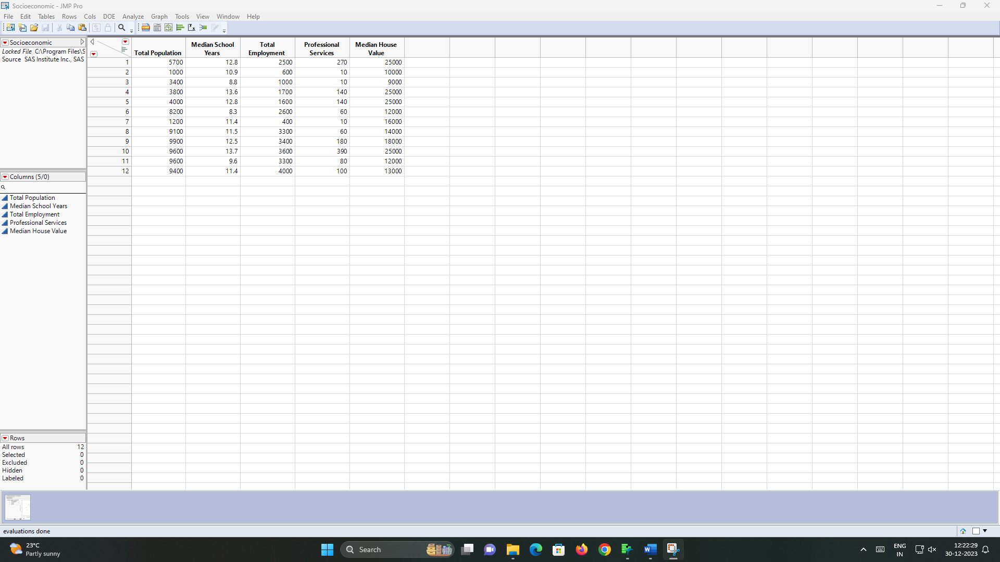 Socioeconomic - JMP Pro
File Edit Tables Rows Cols DOE Analyze Graph Tools View Window Help
Socioeconomic
Locked File C:\Program Files\S
Source SAS Institute Inc., SAS
Total Population Median School Years Total Employment Professional Services Median House Value
1 5700 12.8 2500 270 25000
2 1000 10.9 600 10 10000
3 3400 8.8 1000 10 9000
4 3800 13.6 1700 140 25000
5 4000 12.8 1600 140 25000
6 8200 8.3 2600 60 12000
7 1200 11.4 400 10 16000
8 9100 11.5 3300 60 14000
9 9900 12.5 3400 180 18000
10 9600 13.7 3600 390 25000
11 9600 9.6 3300 80 12000
12 9400 11.4 4000 100 13000
Columns (5/0)
Total Population
Median School Years
Total Employment
Professional Services
Median House Value
Rows
All rows 12
Selected 0
Excluded 0
Hidden 0
Labeled 0
evaluations done
23°C
Partly sunny
Search
ENG
IN
12:22:29
30-12-2023